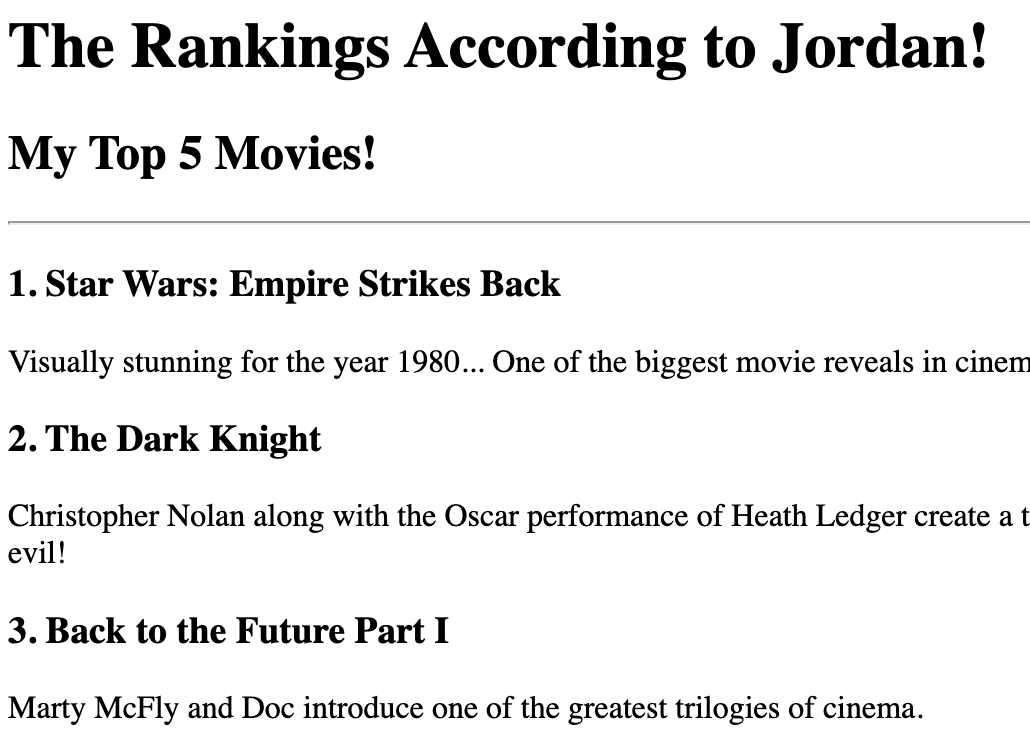 The Rankings According to Jordan!
My Top 5 Movies!
1. Star Wars: Empire Strikes Back
Visually stunning for the year 1980... One of the biggest movie reveals in
2. The Dark Knight
Christopher Nolan along with the Oscar performance of Heath Ledger create a
evil!
3. Back to the Future Part I
Marty McFly and Doc introduce one of the greatest trilogies of cinema.